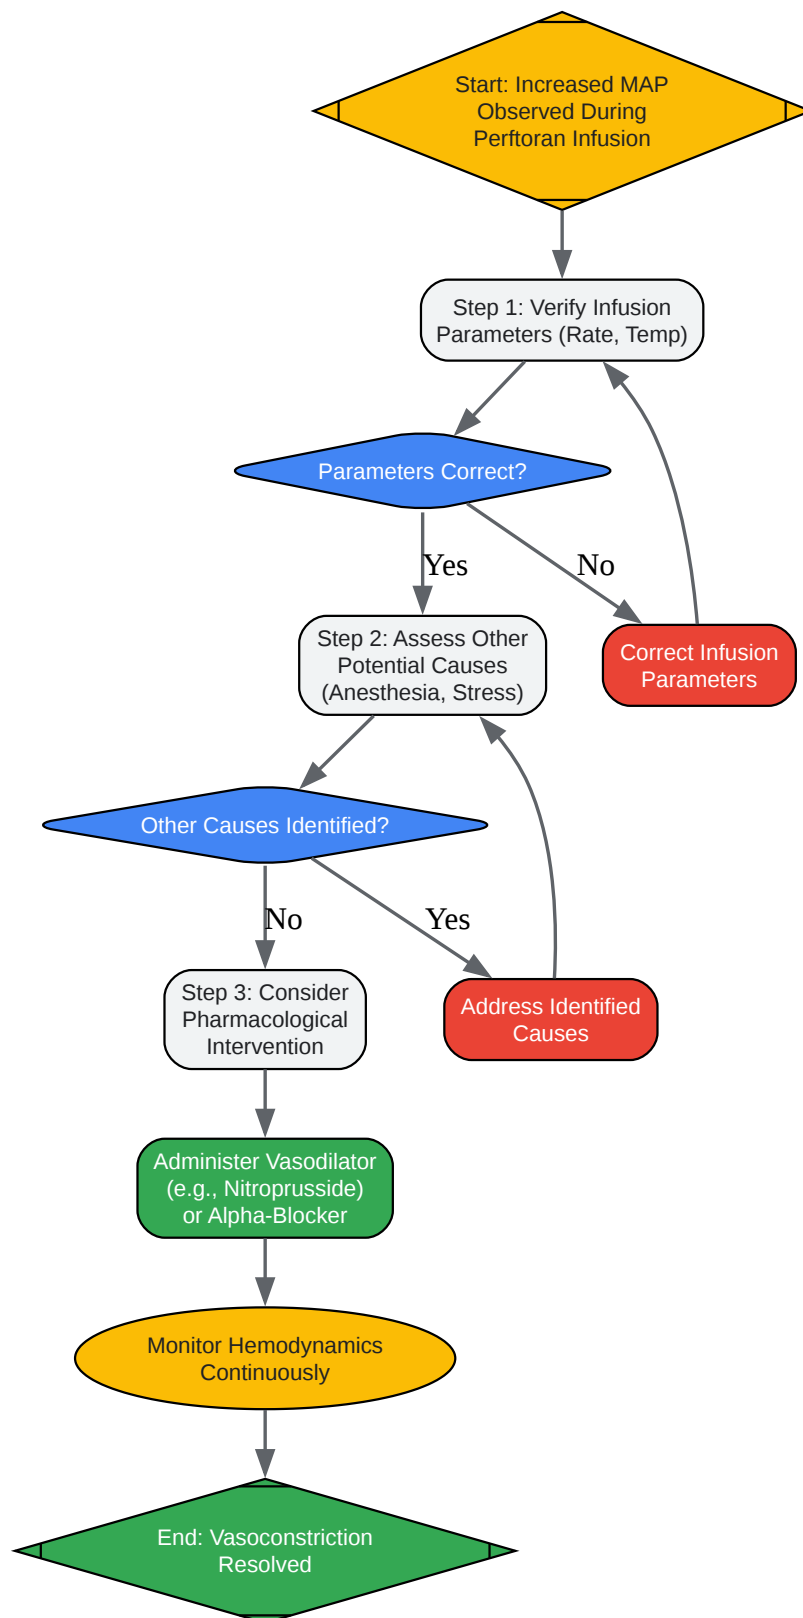 Start: Increased MAP
Observed During
Perftoran Infusion
Step 1: Verify Infusion
Parameters (Rate, Temp)
Parameters Correct?
Yes
No
Step 2: Assess Other
Potential Causes
(Anesthesia, Stress)
Correct Infusion
Parameters
Other Causes Identified?
No
Yes
Step 3: Consider
Pharmacological
Intervention
Address Identified
Causes
Administer Vasodilator
(e.g., Nitroprusside)
or Alpha-Blocker
Monitor Hemodynamics
Continuously
End: Vasoconstriction
Resolved